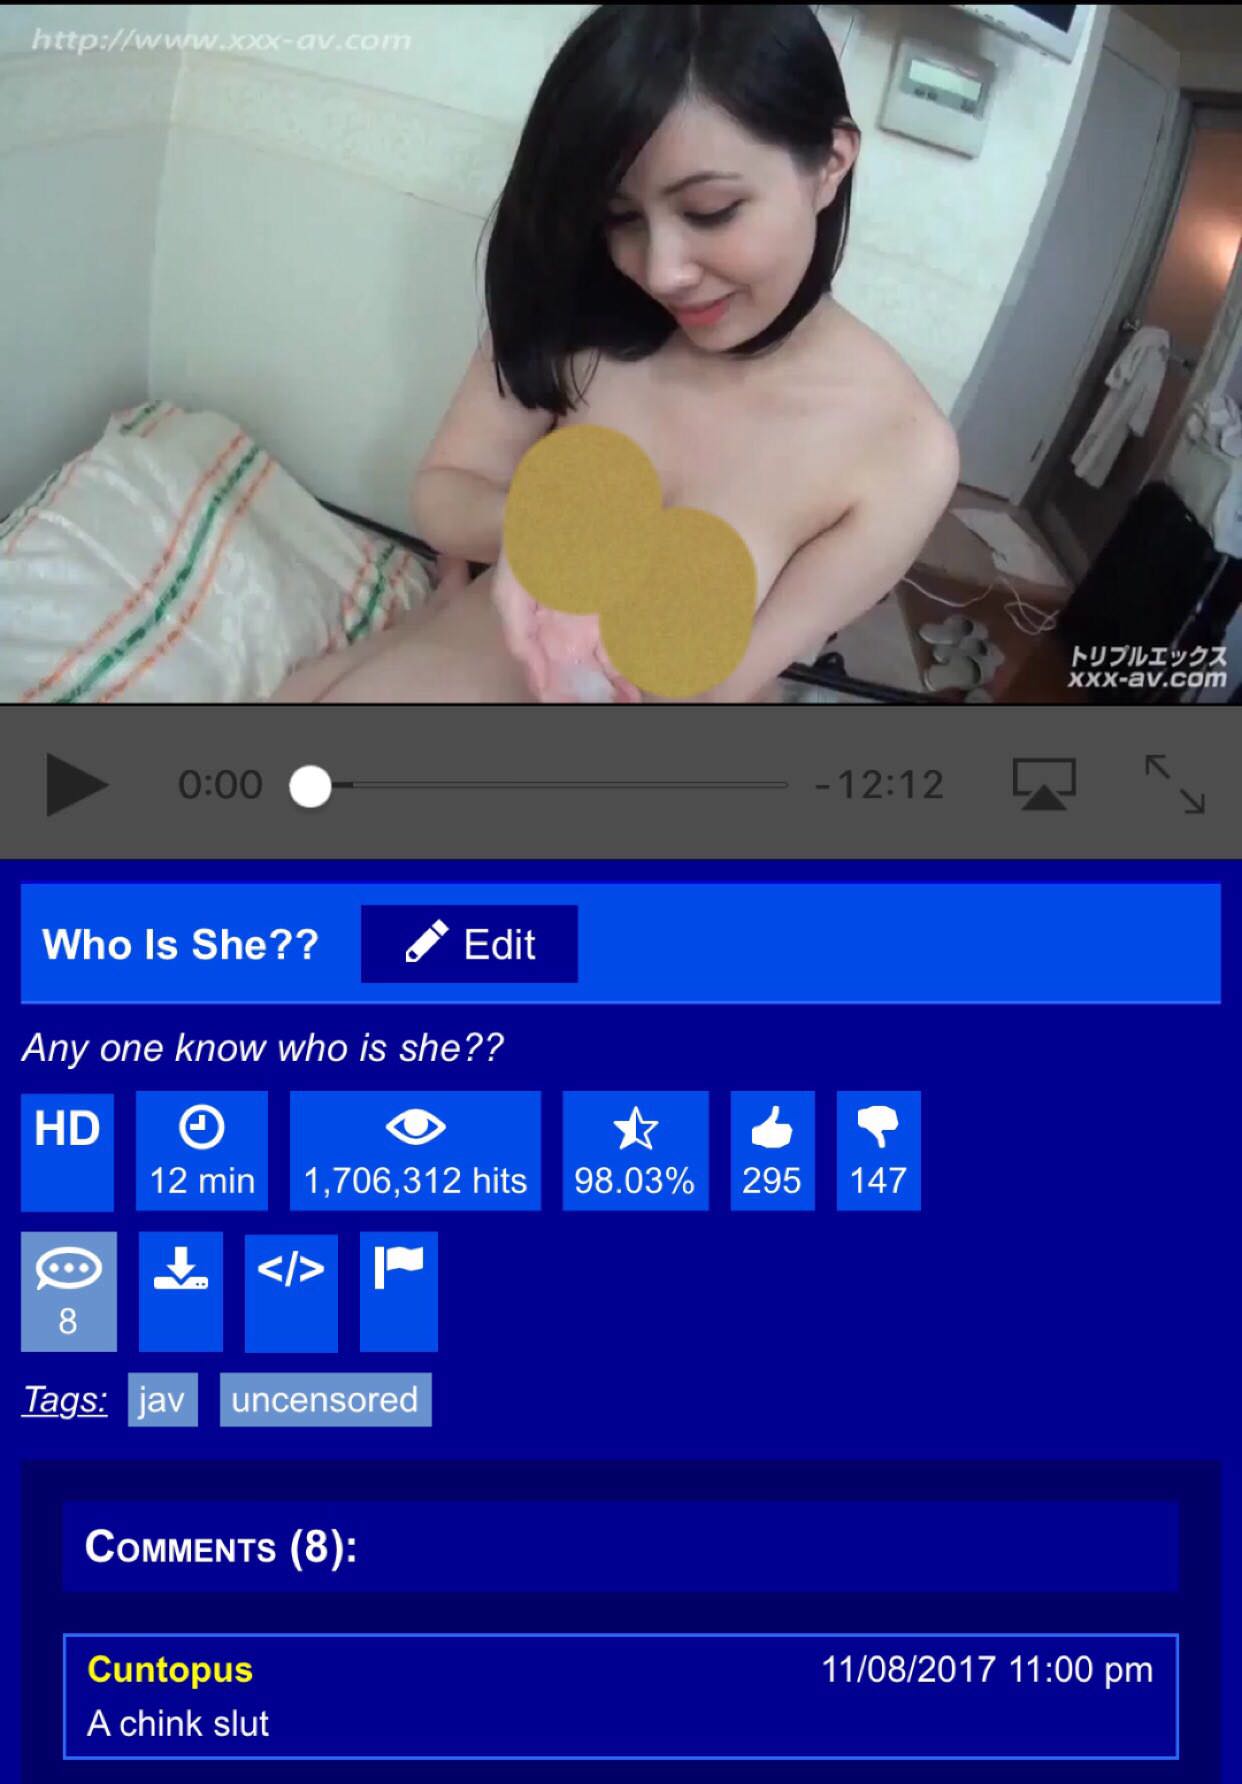 http://www.xxx-av.com
トリプルエックス
xxx-av.com
0:00 -12:12
Who Is She?? Edit
Any one know who is she??
HD 12 min 1,706,312 hits 98.03% 295 147
8 </>
Tags: jav uncensored
COMMENTS (8):
Cuntopus 11/08/2017 11:00 pm
A chink slut